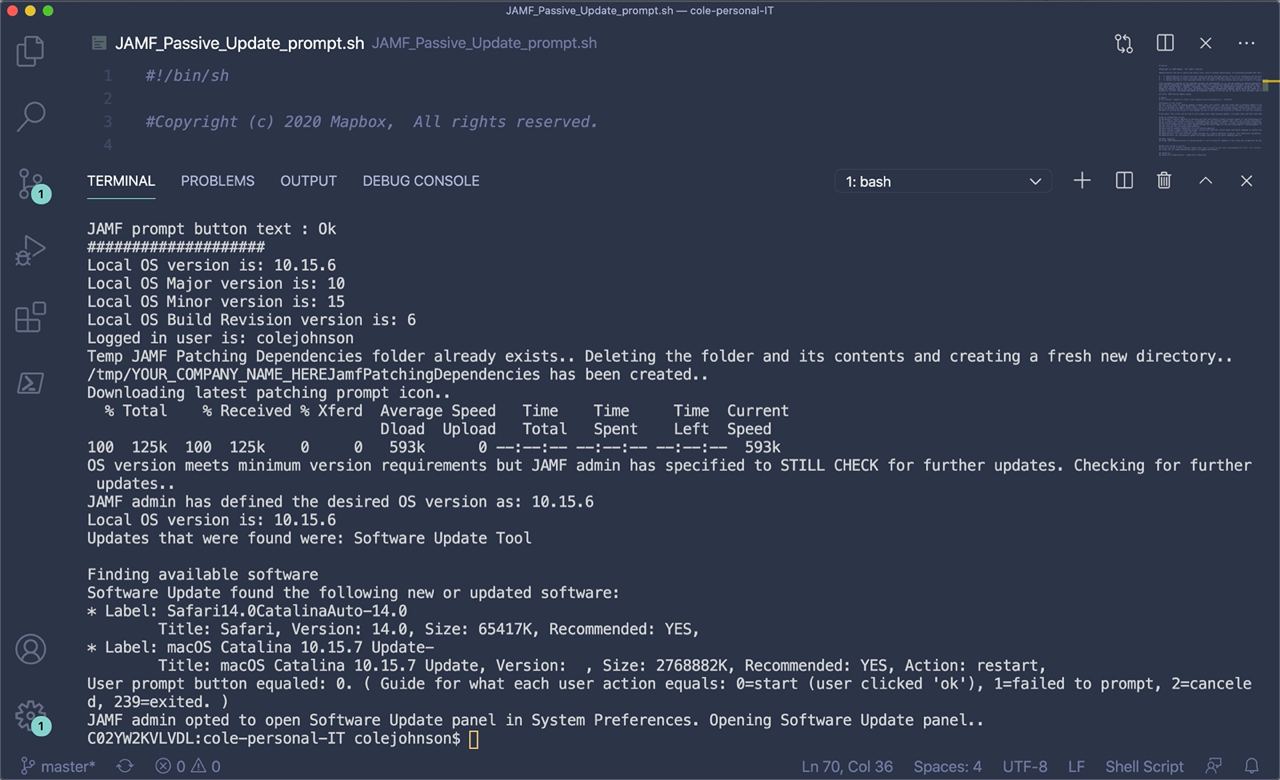 JAMF_Passive_Update_prompt.sh — cole-personal-IT
JAMF_Passive_Update_prompt.sh JAMF_Passive_Update_prompt.sh
1 #!/bin/sh
2
3 #Copyright (c) 2020 Mapbox,  All rights reserved.
4
TERMINAL PROBLEMS OUTPUT DEBUG CONSOLE 1: bash
JAMF prompt button text : Ok
####################
Local OS version is: 10.15.6
Local OS Major version is: 10
Local OS Minor version is: 15
Local OS Build Revision version is: 6
Logged in user is: colejohnson
Temp JAMF Patching Dependencies folder already exists.. Deleting the folder and its contents and creating a fresh new directory..
/tmp/YOUR_COMPANY_NAME_HEREJamfPatchingDependencies has been created..
Downloading latest patching prompt icon..
  % Total    % Received % Xferd  Average Speed   Time    Time     Time  Current
                                 Dload  Upload   Total   Spent    Left  Speed
100  125k  100  125k    0     0   593k      0 --:--:-- --:--:-- --:--:--  593k
OS version meets minimum version requirements but JAMF admin has specified to STILL CHECK for further updates. Checking for further
 updates..
JAMF admin has defined the desired OS version as: 10.15.6
Local OS version is: 10.15.6
Updates that were found were: Software Update Tool
Finding available software
Software Update found the following new or updated software:
* Label: Safari14.0CatalinaAuto-14.0
        Title: Safari, Version: 14.0, Size: 65417K, Recommended: YES,
* Label: macOS Catalina 10.15.7 Update-
        Title: macOS Catalina 10.15.7 Update, Version:  , Size: 2768882K, Recommended: YES, Action: restart,
User prompt button equaled: 0. ( Guide for what each user action equals: 0=start (user clicked 'ok'), 1=failed to prompt, 2=cancele
d, 239=exited. )
JAMF admin opted to open Software Update panel in System Preferences. Opening Software Update panel..
C02YW2KVLVDL:cole-personal-IT colejohnson$
1
1
master* 0 0 Ln 70, Col 36 Spaces: 4 UTF-8 LF Shell Script